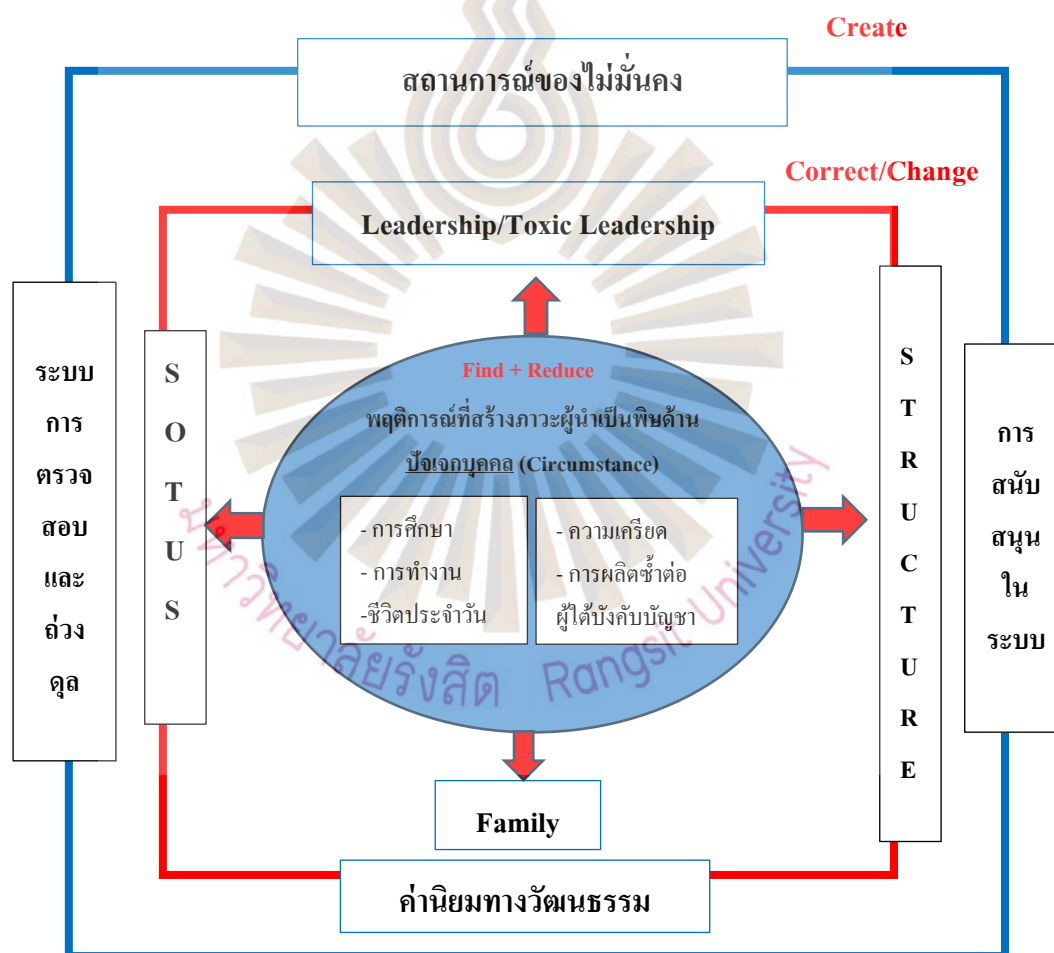 Create
สถานการณ์ของไม่มั่นคง
Correct/Change
Leadership/Toxic Leadership
ระบบ
การ
ตรวจ
สอบ
และ
ถ่วง
ดุล
S
O
T
U
S
Find + Reduce
พฤติการณ์ที่สร้างภาวะผู้นำเป็นพิษด้าน
ปัจเจกบุคคล (Circumstance)
- การศึกษา
- การทำงาน
-ชีวิตประจำวัน
- ความเครียด
- การผลิตซ้ำต่อ
ผู้ใต้บังคับบัญชา
S
T
R
U
C
T
U
R
E
การ
สนับ
สนุน
ใน
ระบบ
มหาวิทยาลัยรังสิต Rangsit University
Family
ค่านิยมทางวัฒนธรรม